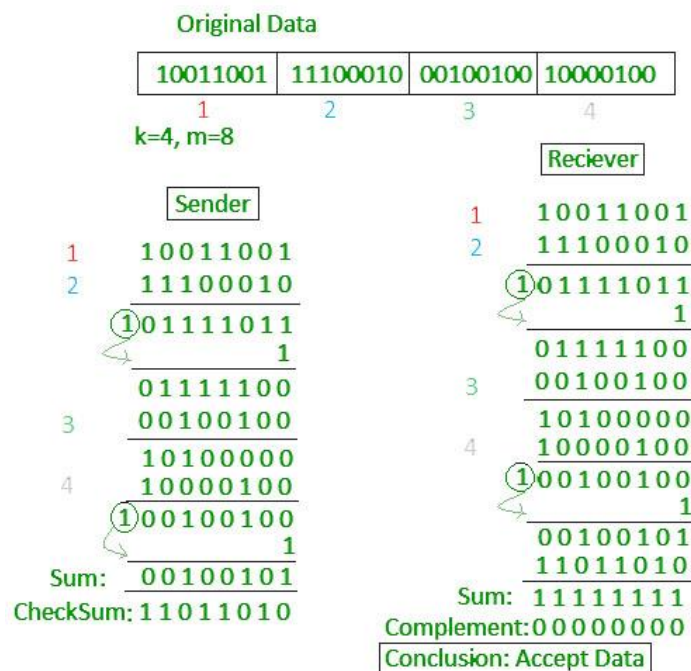 Original Data
10011001 11100010 00100100 10000100
1 2 3 4
k=4, m=8
Sender
1 10011001
2 11100010
1 01111011
1
01111100
3 00100100
10100000
4 10000100
1 00100100
1
Sum: 00100101
CheckSum: 11011010
Reciever
1 10011001
2 11100010
1 01111011
1
01111100
3 00100100
10100000
4 10000100
1 00100100
1
00100101
11011010
Sum: 11111111
Complement: 00000000
Conclusion: Accept Data